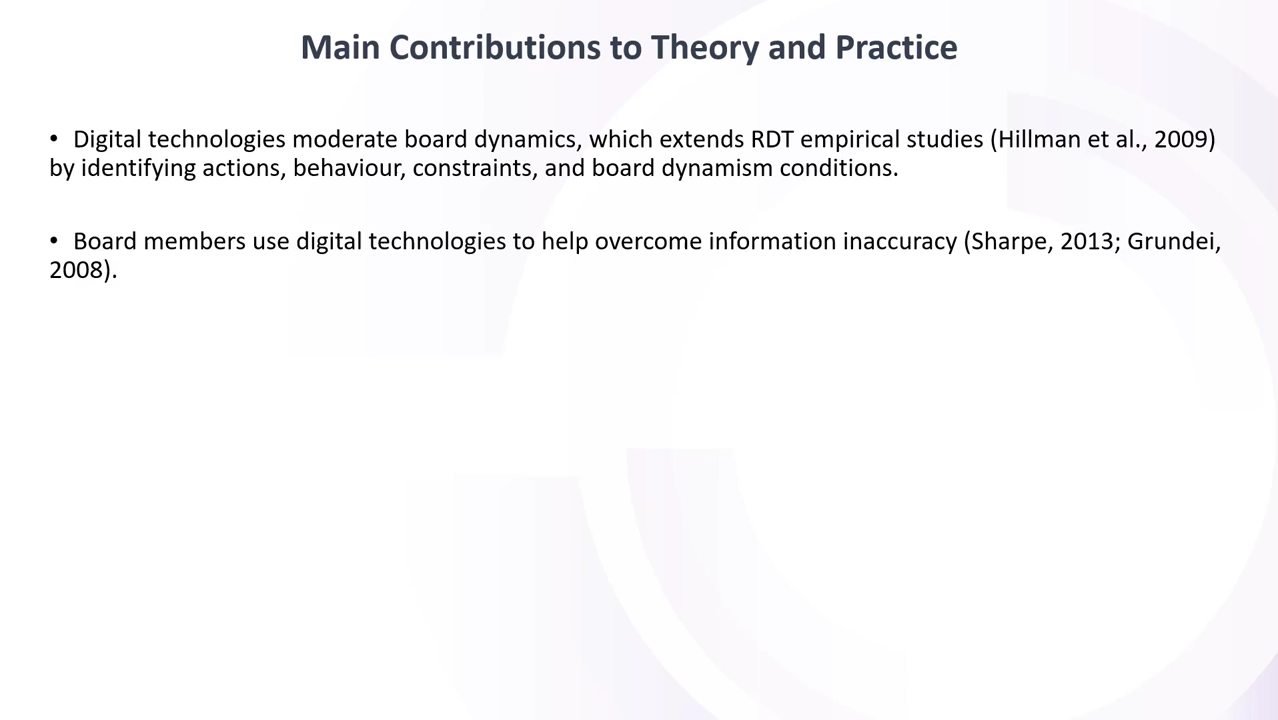 Main Contributions to Theory and Practice
• Digital technologies moderate board dynamics, which extends RDT empirical studies (Hillman et al., 2009)
by identifying actions, behaviour, constraints, and board dynamism conditions.
• Board members use digital technologies to help overcome information inaccuracy (Sharpe, 2013; Grundei,
2008).